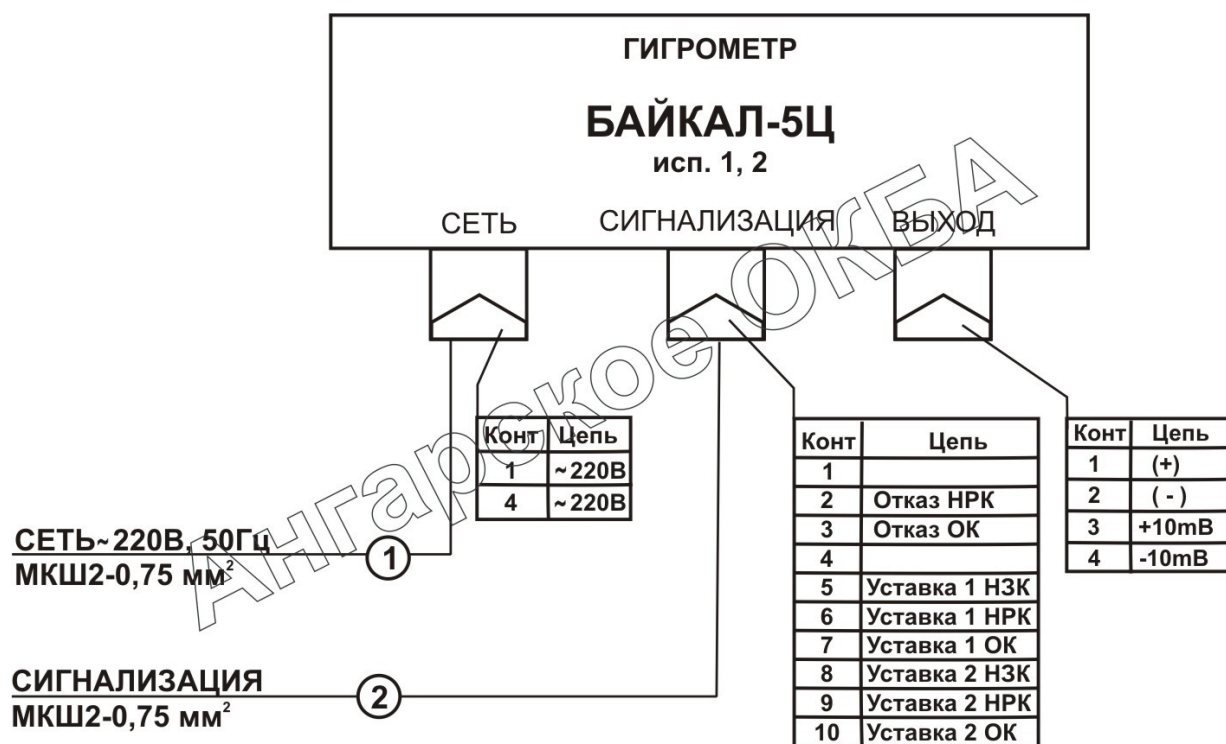 ГИГРОМЕТР
БАЙКАЛ-5Ц
исп. 1, 2
СЕТЬ СИГНАЛИЗАЦИЯ ВЫХОД
Ангарское ОКБА
Конт Цепь
1 ~220В
4 ~220В
Конт Цепь
1
2 Отказ НРК
3 Отказ ОК
4
5 Уставка 1 НЗК
6 Уставка 1 НРК
7 Уставка 1 ОК
8 Уставка 2 НЗК
9 Уставка 2 НРК
10 Уставка 2 ОК
Конт Цепь
1 (+)
2 ( - )
3 +10mB
4 -10mB
СЕТЬ~220В, 50Гц
МКШ2-0,75 мм²
1
СИГНАЛИЗАЦИЯ
МКШ2-0,75 мм²
2